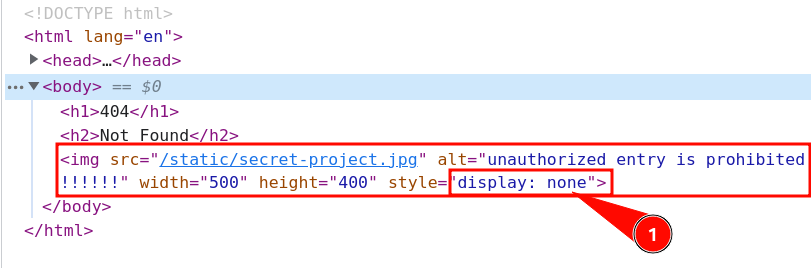 <!DOCTYPE html>
<html lang="en">
<head>…</head>
<body> == $0
<h1>404</h1>
<h2>Not Found</h2>
<img src="/static/secret-project.jpg" alt="unauthorized entry is prohibited
!!!!!!" width="500" height="400" style="display: none">
</body>
</html>
1